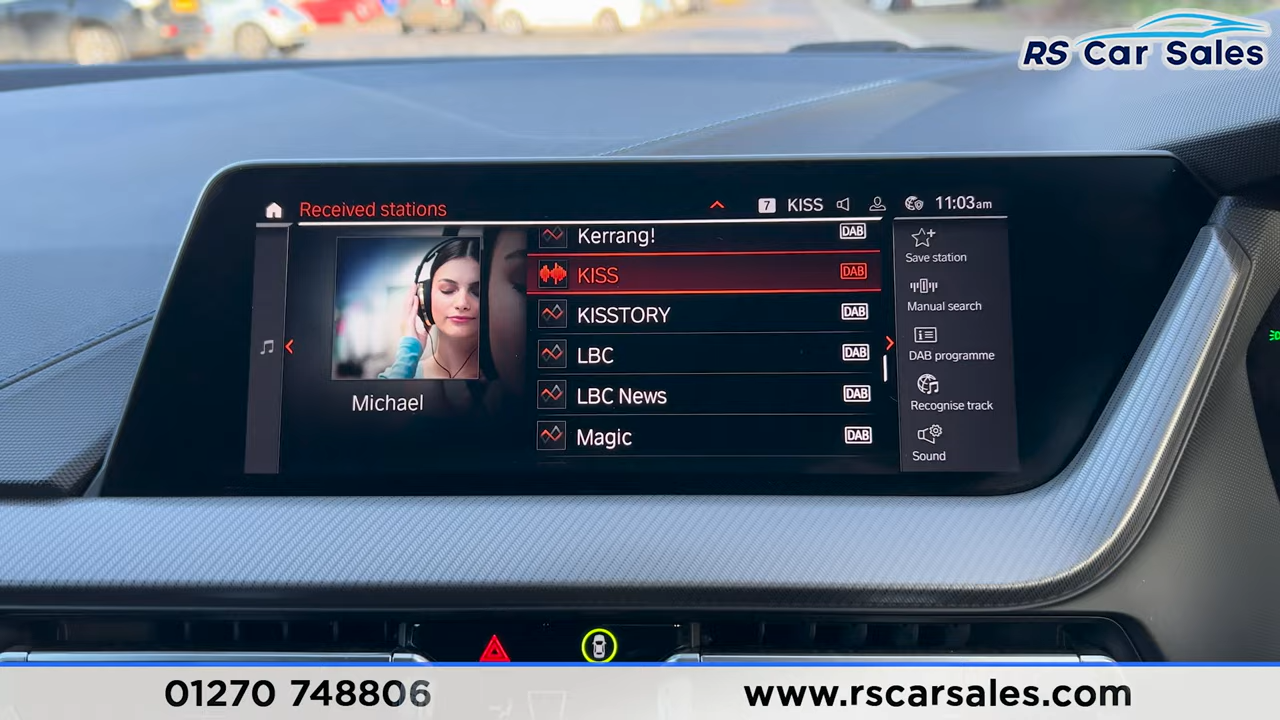 RS Car Sales
Received stations
7 KISS 11:03am
Kerrang! DAB
KISS DAB
KISSTORY DAB
LBC DAB
LBC News DAB
Magic DAB
Michael
Save station
Manual search
DAB programme
Recognise track
Sound
01270 748806
www.rscarsales.com